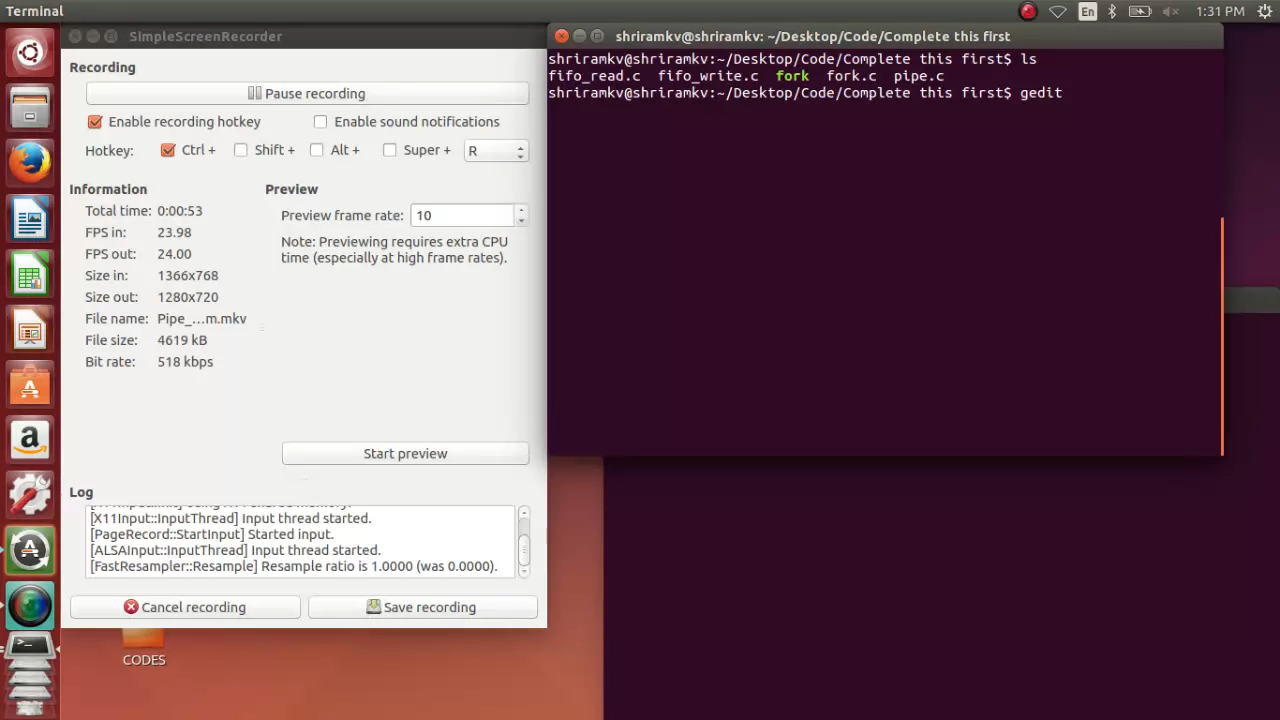 Terminal
En
1:31 PM
SimpleScreenRecorder
Recording
Pause recording
Enable recording hotkey
Enable sound notifications
Hotkey:
Ctrl +
Shift +
Alt +
Super +
R
Information
Total time: 0:00:53
FPS in: 23.98
FPS out: 24.00
Size in: 1366x768
Size out: 1280x720
File name: Pipe_...m.mkv
File size: 4619 kB
Bit rate: 518 kbps
Preview
Preview frame rate: 10
Note: Previewing requires extra CPU
time (especially at high frame rates).
Start preview
Log
[X11Input::InputThread] Input thread started.
[PageRecord::StartInput] Started input.
[ALSAInput::InputThread] Input thread started.
[FastResampler::Resample] Resample ratio is 1.0000 (was 0.0000).
Cancel recording
Save recording
CODES
shriramkv@shriramkv: ~/Desktop/Code/Complete this first
shriramkv@shriramkv:~/Desktop/Code/Complete this first$ ls
fifo_read.c fifo_write.c fork fork.c pipe.c
shriramkv@shriramkv:~/Desktop/Code/Complete this first$ gedit